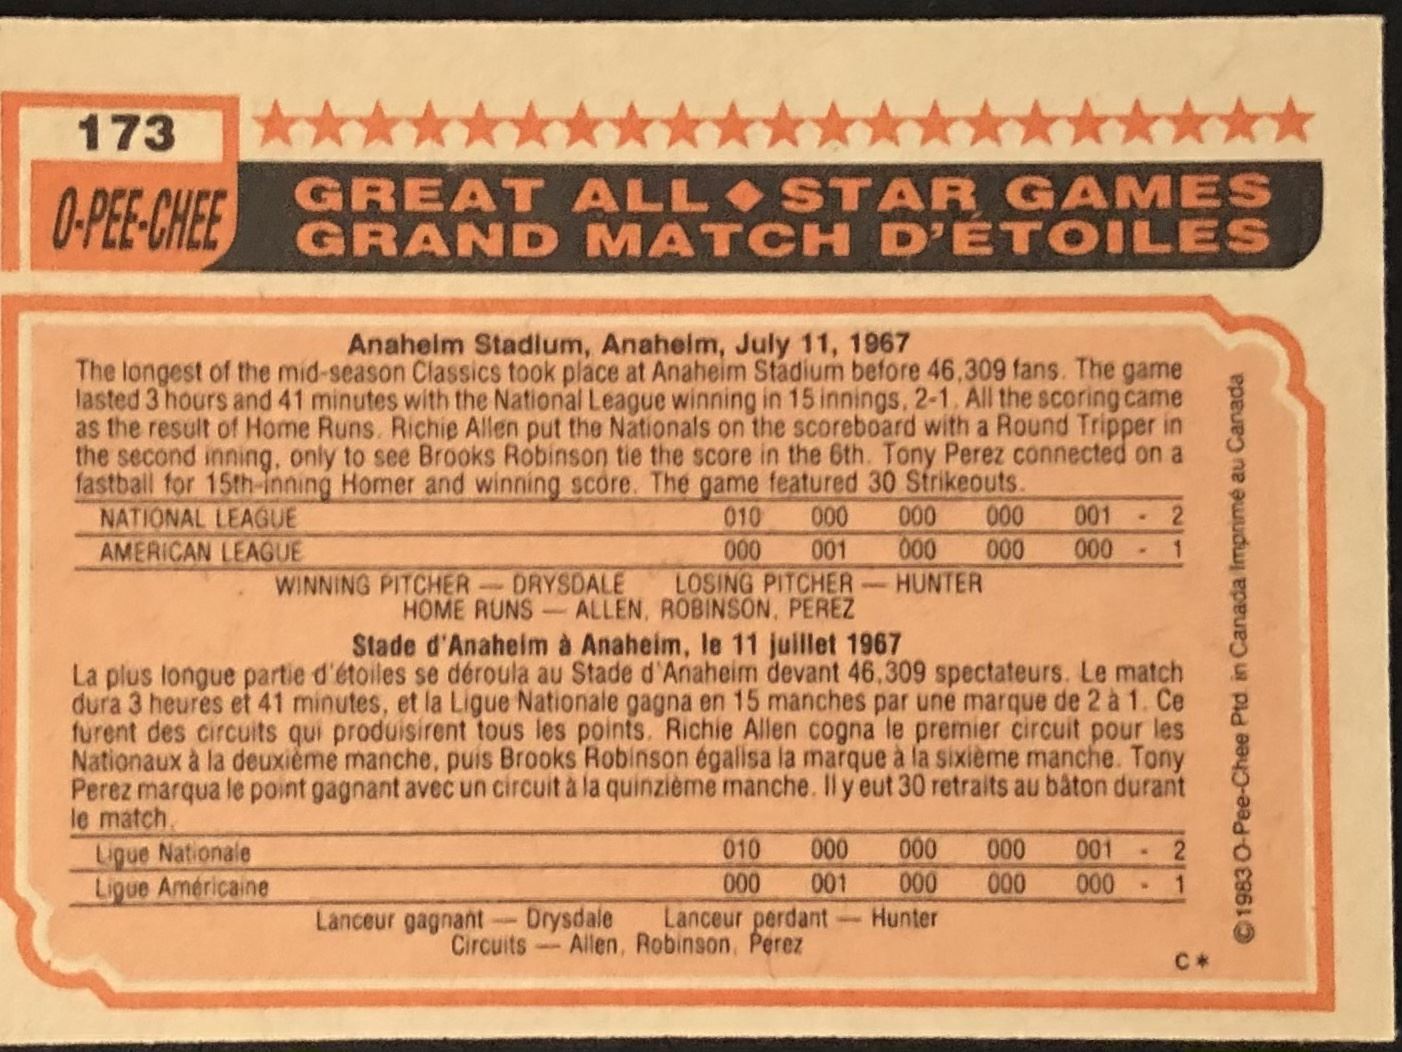 173
O-PEE-CHEE
GREAT ALL STAR GAMES
GRAND MATCH D'ÉTOILES
Anaheim Stadium, Anaheim, July 11, 1967
The longest of the mid-season Classics took place at Anaheim Stadium before 46,309 fans. The game
lasted 3 hours and 41 minutes with the National League winning in 15 innings, 2-1. All the scoring came
as the result of Home Runs. Richie Allen put the Nationals on the scoreboard with a Round Tripper in
the second inning, only to see Brooks Robinson tie the score in the 6th. Tony Perez connected on a
fastball for 15th-inning Homer and winning score. The game featured 30 Strikeouts.
NATIONAL LEAGUE 010 000 000 000 001 - 2
AMERICAN LEAGUE 000 001 000 000 000 - 1
WINNING PITCHER — DRYSDALE LOSING PITCHER — HUNTER
HOME RUNS — ALLEN, ROBINSON, PEREZ
Stade d'Anaheim à Anaheim, le 11 juillet 1967
La plus longue partie d'étoiles se déroula au Stade d'Anaheim devant 46,309 spectateurs. Le match
dura 3 heures et 41 minutes, et la Ligue Nationale gagna en 15 manches par une marque de 2 à 1. Ce
furent des circuits qui produisirent tous les points. Richie Allen cogna le premier circuit pour les
Nationaux à la deuxième manche, puis Brooks Robinson égalisa la marque à la sixième manche. Tony
Perez marqua le point gagnant avec un circuit à la quinzième manche. Il y eut 30 retraits au bâton durant
le match.
Ligue Nationale 010 000 000 000 001 - 2
Ligue Américaine 000 001 000 000 000 - 1
Lanceur gagnant — Drysdale Lanceur perdant — Hunter
Circuits — Allen, Robinson, Perez
C*
©1983 O-Pee-Chee Ptd. in Canada Imprimé au Canada